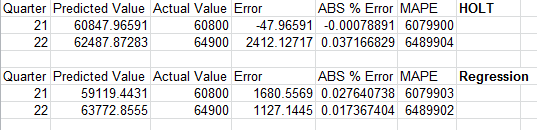 Quarter Predicted Value Actual Value Error ABS % Error MAPE HOLT
21 60847.96591 60800 -47.96591 -0.00078891 6079900
22 62487.87283 64900 2412.12717 0.037166829 6489904
Quarter Predicted Value Actual Value Error ABS % Error MAPE Regression
21 59119.4431 60800 1680.5569 0.027640738 6079903
22 63772.8555 64900 1127.1445 0.017367404 6489902